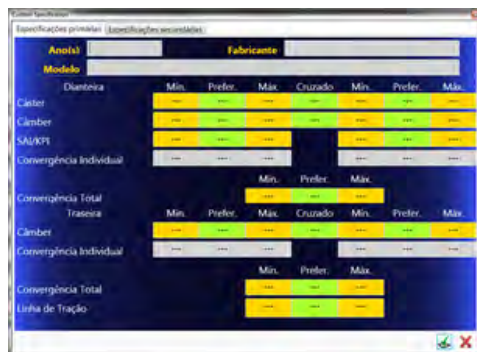 Custom Specification
Especificações primárias Especificações secundárias
Ano(s) Fabricante
Modelo
Dianteira Mín. Prefer. Máx. Cruzado Mín. Prefer. Máx.
Cáster --- --- --- --- --- --- ---
Câmber --- --- --- --- --- --- ---
SAI/KPI --- --- --- --- --- ---
Convergência Individual --- --- --- --- --- ---
Mín. Prefer. Máx.
Convergência Total --- --- ---
Traseira Mín. Prefer. Máx. Cruzado Mín. Prefer. Máx.
Câmber --- --- --- --- --- --- ---
Convergência Individual --- --- --- --- --- ---
Mín. Prefer. Máx.
Convergência Total --- --- ---
Linha de Tração --- --- ---